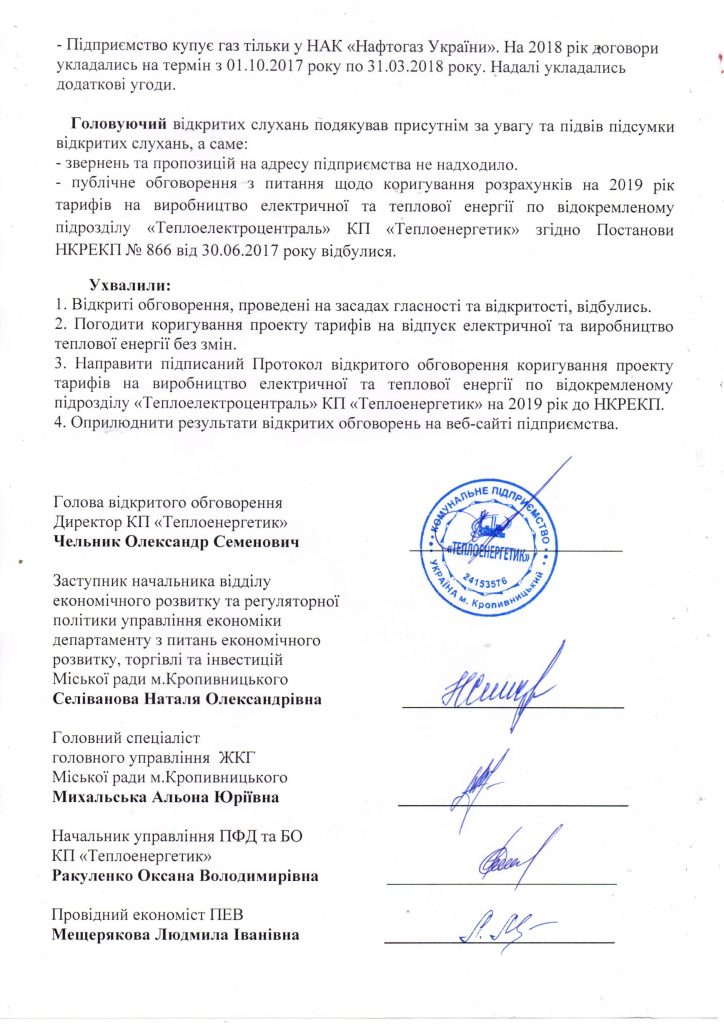 - Підприємство купує газ тільки у НАК «Нафтогаз України». На 2018 рік договори
укладались на термін з 01.10.2017 року по 31.03.2018 року. Надалі укладались
додаткові угоди.
Головуючий відкритих слухань подякував присутнім за увагу та підвів підсумки
відкритих слухань, а саме:
- звернень та пропозицій на адресу підприємства не надходило.
- публічне обговорення з питання щодо коригування розрахунків на 2019 рік
тарифів на виробництво електричної та теплової енергії по відокремленому
підрозділу «Теплоелектроцентраль» КП «Теплоенергетик» згідно Постанови
НКРЕКП № 866 від 30.06.2017 року відбулися.
Ухвалили:
1. Відкриті обговорення, проведені на засадах гласності та відкритості, відбулись.
2. Погодити коригування проекту тарифів на відпуск електричної та виробництво
теплової енергії без змін.
3. Направити підписаний Протокол відкритого обговорення коригування проекту
тарифів на виробництво електричної та теплової енергії по відокремленому
підрозділу «Теплоелектроцентраль» КП «Теплоенергетик» на 2019 рік до НКРЕКП.
4. Оприлюднити результати відкритих обговорень на веб-сайті підприємства.
Голова відкритого обговорення
Директор КП «Теплоенергетик»
Чельник Олександр Семенович
КОМУНАЛЬНЕ ПІДПРИЄМСТВО
«ТЕПЛОЕНЕРГЕТИК»
24153576
УКРАЇНА м. Кропивницький
Заступник начальника відділу
економічного розвитку та регуляторної
політики управління економіки
департаменту з питань економічного
розвитку, торгівлі та інвестицій
Міської ради м.Кропивницького
Селіванова Наталя Олександрівна
Головний спеціаліст
головного управління ЖКГ
Міської ради м.Кропивницького
Михальська Альона Юріївна
Начальник управління ПФД та БО
КП «Теплоенергетик»
Ракуленко Оксана Володимирівна
Провідний економіст ПЕВ
Мещерякова Людмила Іванівна